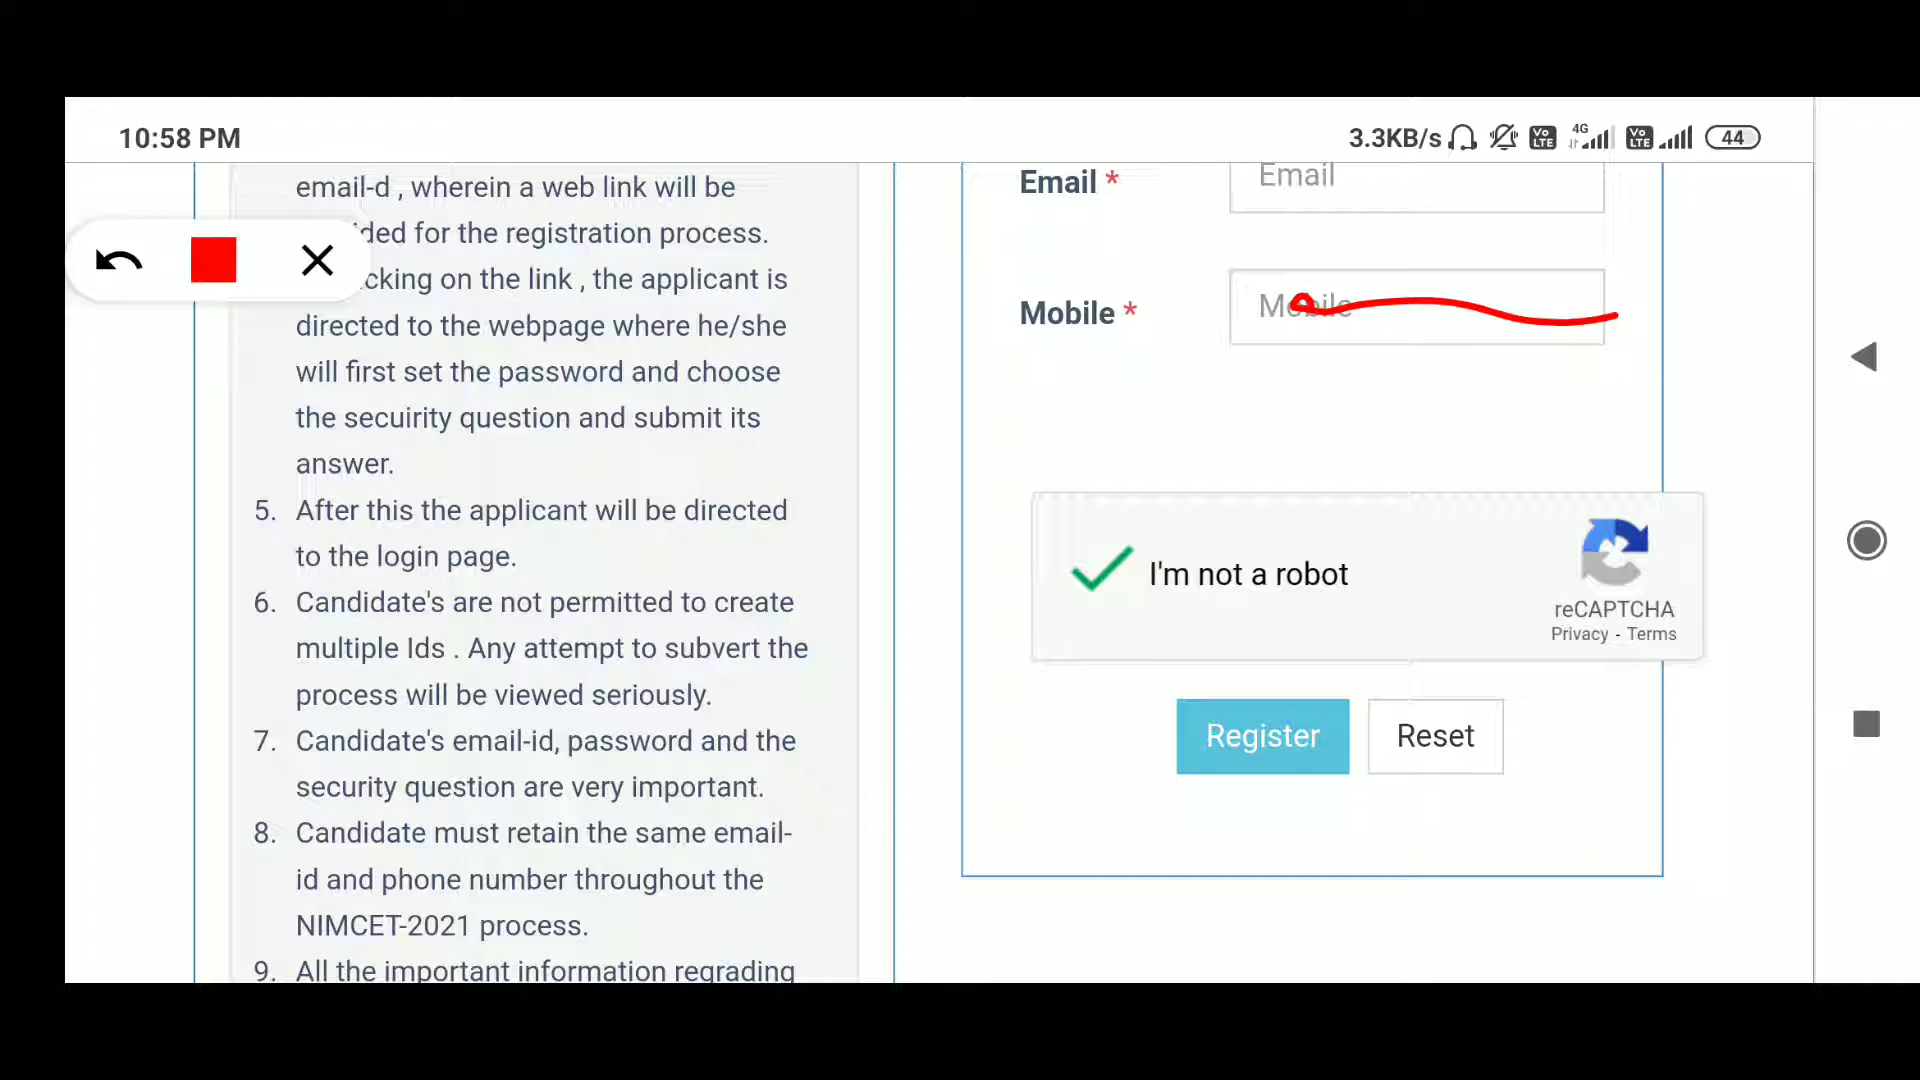 10:58 PM
3.3KB/s
4G
Vo
LTE
Vo
LTE
44
email-d , wherein a web link will be
ded for the registration process.
cking on the link , the applicant is
directed to the webpage where he/she
will first set the password and choose
the secuirity question and submit its
answer.
5. After this the applicant will be directed
to the login page.
6. Candidate's are not permitted to create
multiple Ids . Any attempt to subvert the
process will be viewed seriously.
7. Candidate's email-id, password and the
security question are very important.
8. Candidate must retain the same email-
id and phone number throughout the
NIMCET-2021 process.
9. All the important information regrading
Email *
Email
Mobile *
Mobile
I'm not a robot
reCAPTCHA
Privacy - Terms
Register
Reset